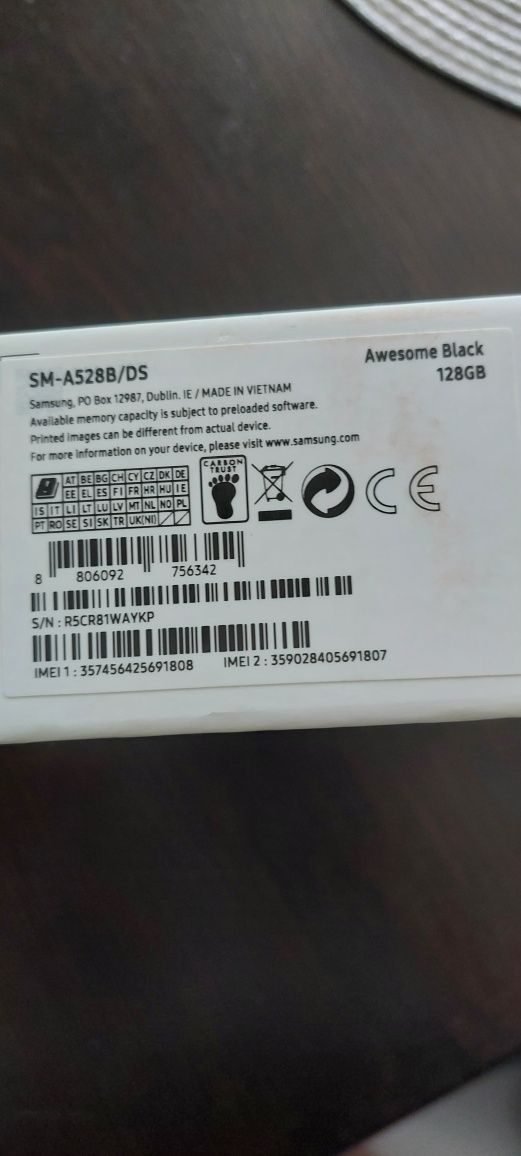 SM-A528B/DS
Awesome Black
128GB
Samsung, PO Box 12987, Dublin. IE / MADE IN VIETNAM
Available memory capacity is subject to preloaded software.
Printed images can be different from actual device.
For more information on your device, please visit www.samsung.com
AT BE BG CH CY CZ DK DE
EE EL ES FI FR HR HU IE
IS IT LI LT LU LV MT NL NO PL
PT RO SE SI SK TR UK(NI)
CARBON
TRUST
CE
8 806092 756342
S/N : R5CR81WAYKP
IMEI 1 : 357456425691808 IMEI 2 : 359028405691807